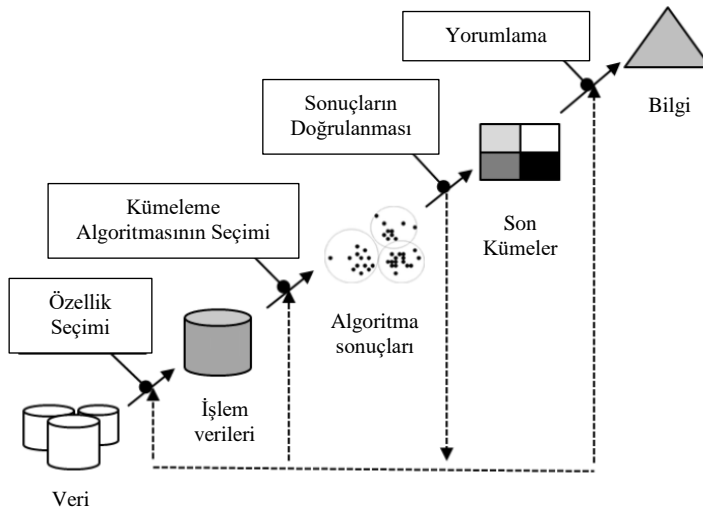 Yorumlama
Bilgi
Sonuçların
Doğrulanması
Son
Kümeler
Kümeleme
Algoritmasının Seçimi
Algoritma
sonuçları
Özellik
Seçimi
İşlem
verileri
Veri